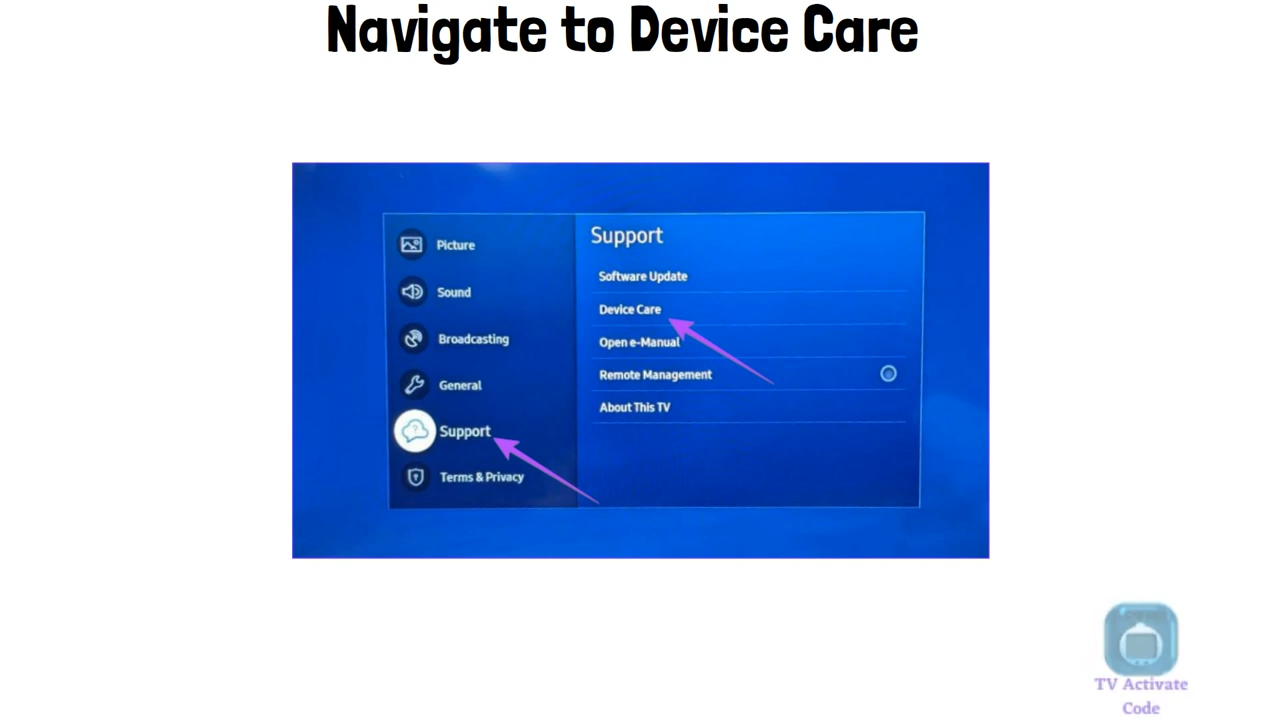 Navigate to Device Care
Picture
Sound
Broadcasting
General
Support
Terms & Privacy
Support
Software Update
Device Care
Open e-Manual
Remote Management
About This TV
TV Activate
Code